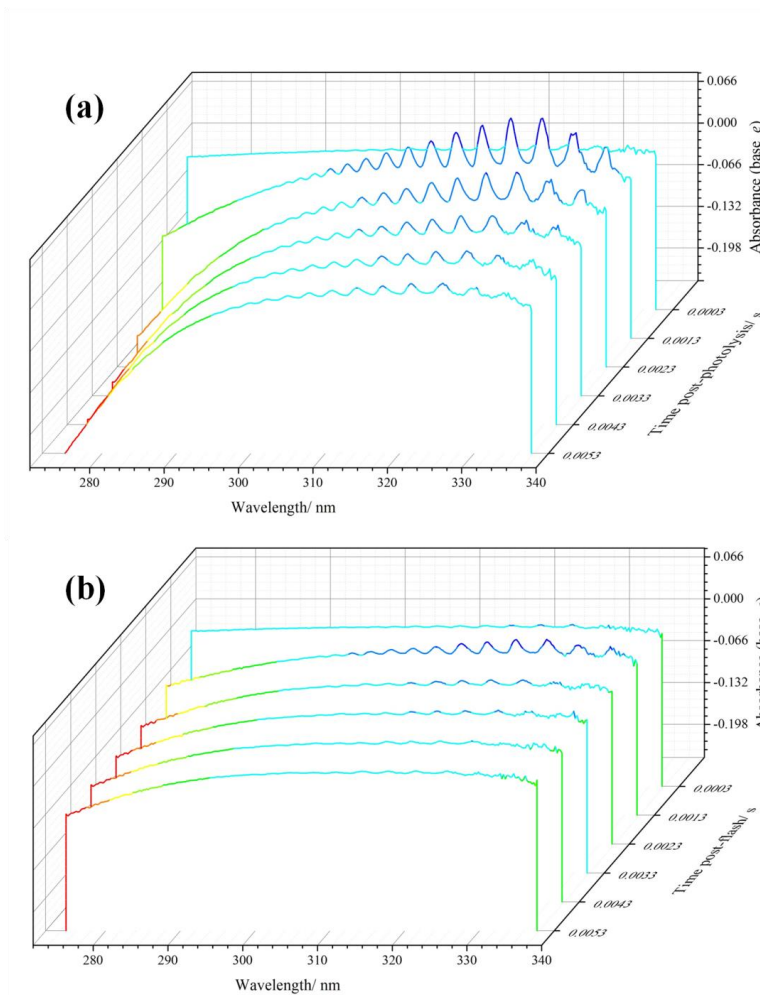 (a)
0.066
0.000
-0.066
-0.132
-0.198
Absorbance (base e)
0.0003
0.0013
0.0023
0.0033
0.0043
0.0053
Time post-photolysis/ s
280 290 300 310 320 330 340
Wavelength/ nm
(b)
0.066
0.000
-0.066
-0.132
-0.198
0.0003
0.0013
0.0023
0.0033
0.0043
0.0053
Time post-flash/ s
280 290 300 310 320 330 340
Wavelength/ nm